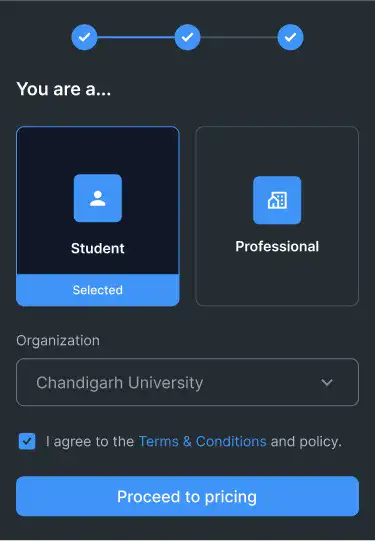 You are a...
Student
Professional
Selected
Organization
Chandigarh University
I agree to the Terms & Conditions and policy.
Proceed to pricing